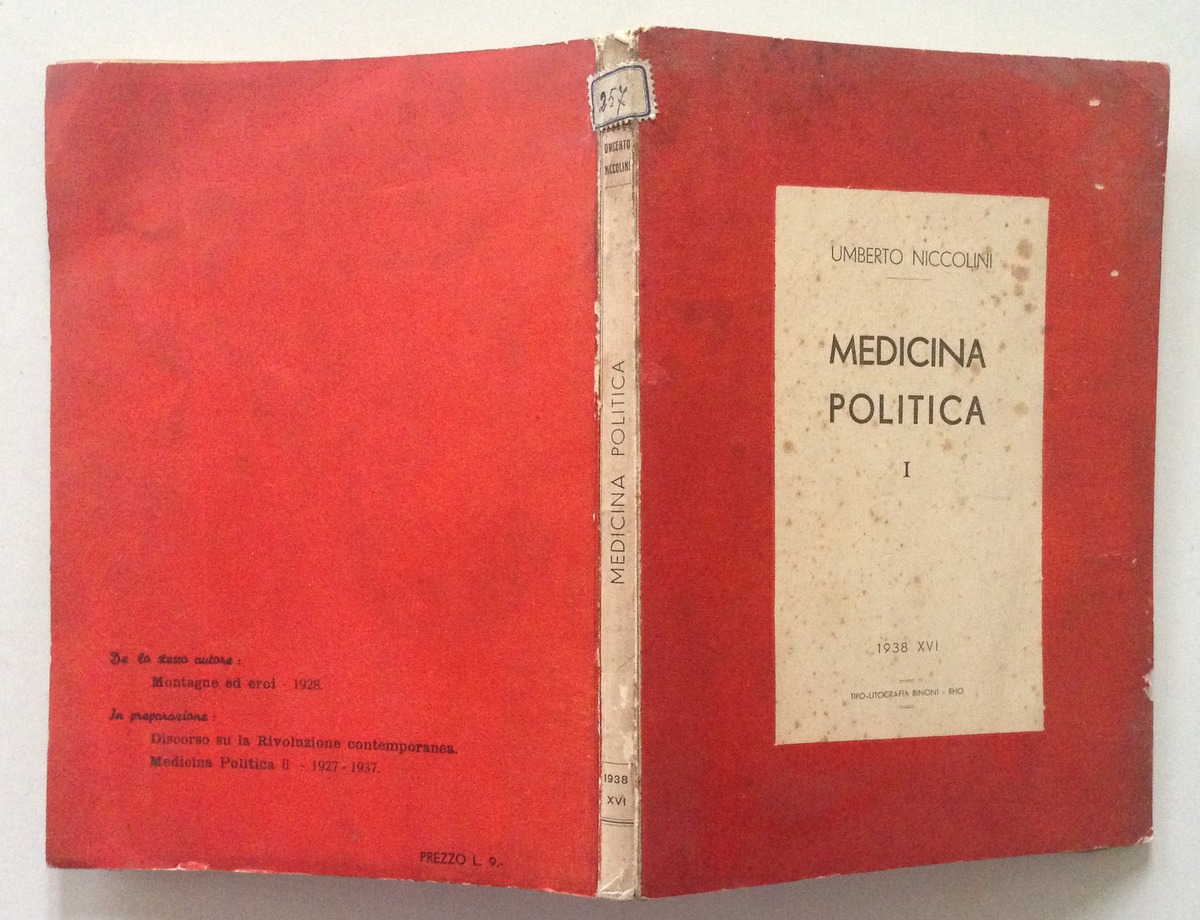 De lo stesso autore :
Montagne ed eroi - 1928.
In preparazione :
Discorso su la Rivoluzione contemporanea.
Medicina Politica II - 1927 - 1937.
PREZZO L. 9.-
257
UMBERTO
NICCOLINI
MEDICINA POLITICA
1938
XVI
UMBERTO NICCOLINI
MEDICINA
POLITICA
I
1938 XVI
TIPO-LITOGRAFIA BINONI - RHO